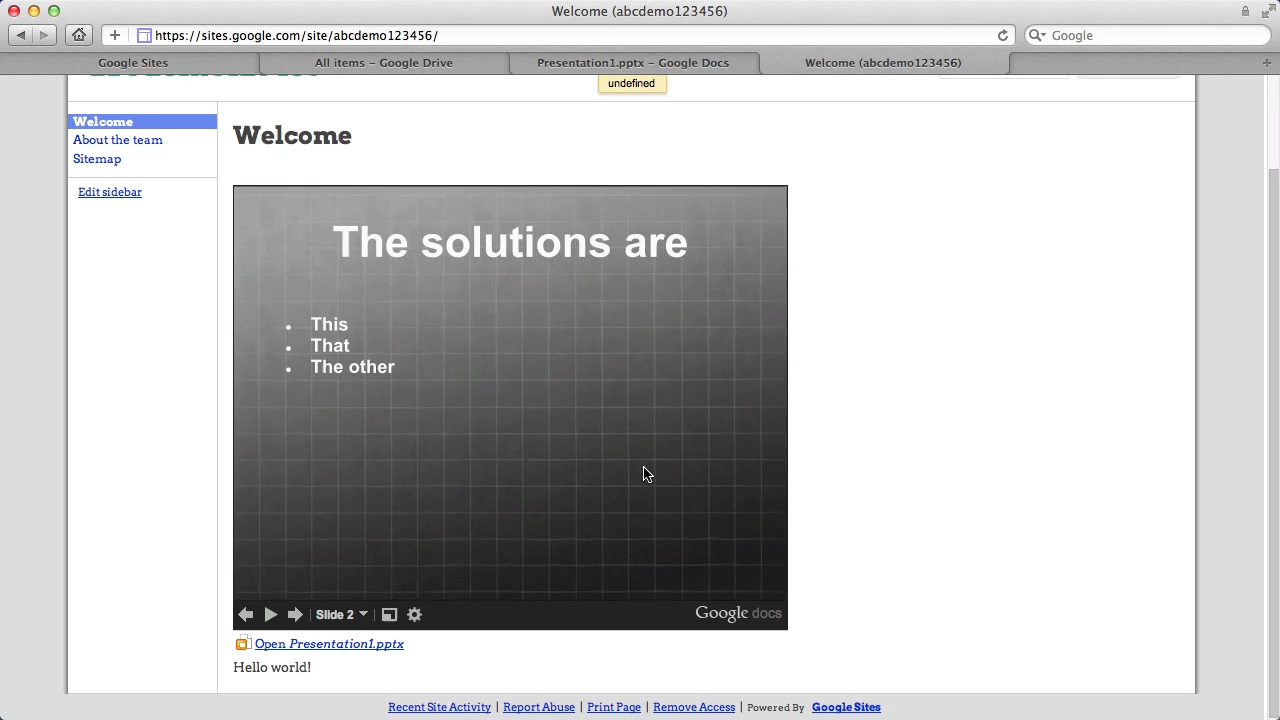 Welcome (abcdemo123456)
https://sites.google.com/site/abcdemo123456/
Google
Google Sites
All items – Google Drive
Presentation1.pptx – Google Docs
Welcome (abcdemo123456)
undefined
Welcome
About the team
Sitemap
Edit sidebar
Welcome
The solutions are
• This
• That
• The other
Slide 2
Google docs
Open Presentation1.pptx
Hello world!
Recent Site Activity | Report Abuse | Print Page | Remove Access | Powered By Google Sites